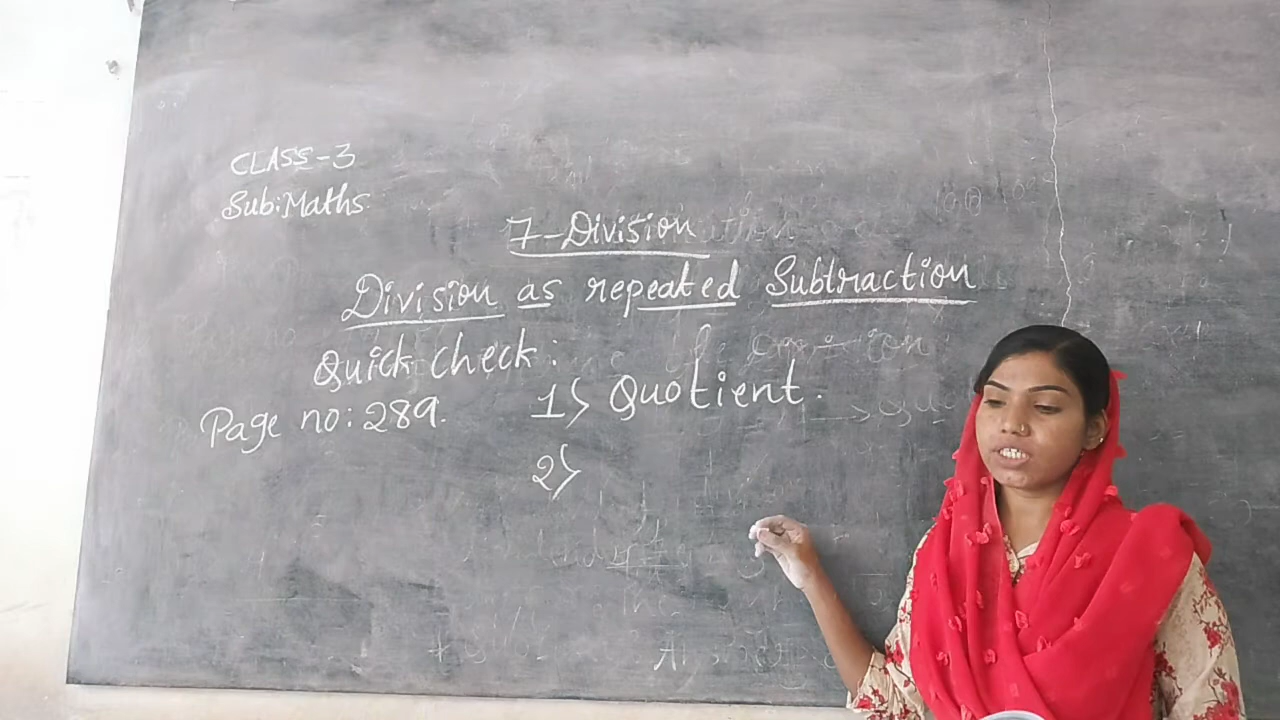 CLASS-3
Sub:Maths
7-Division
Division as repeated Subtraction
Quick check:
Page no: 289.
1> Quotient.
2>